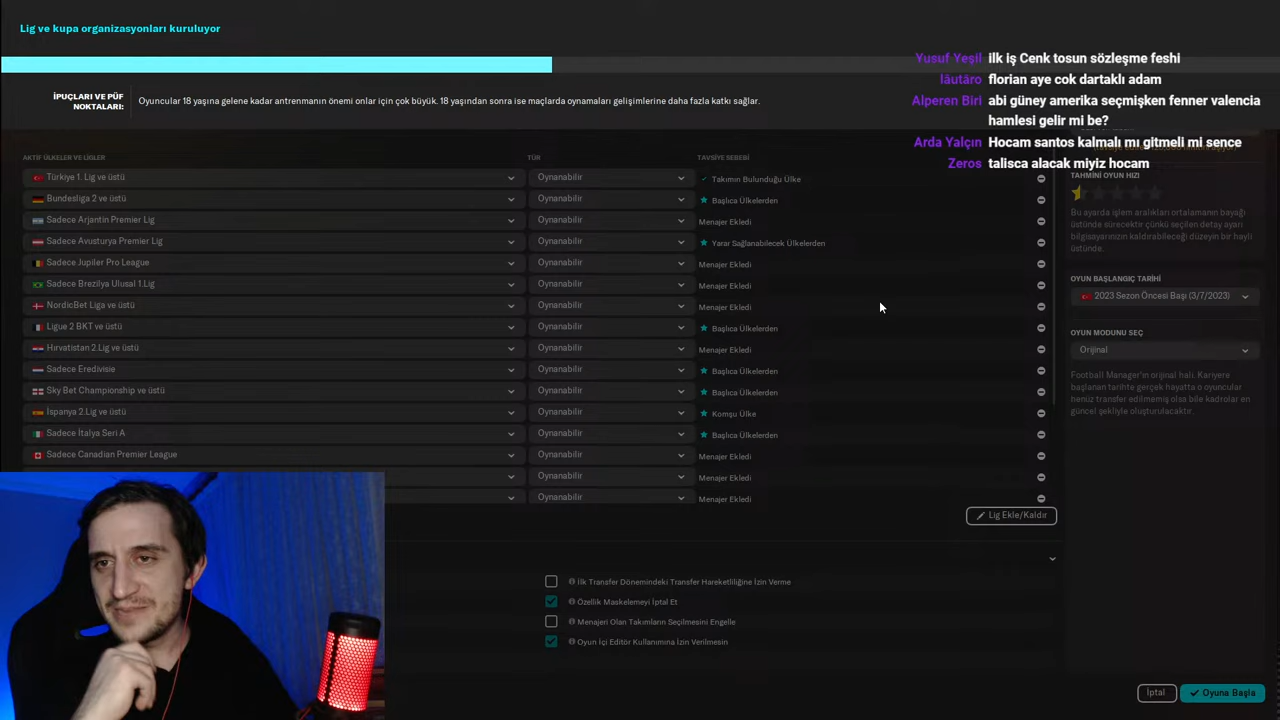 Lig ve kupa organizasyonları kuruluyor
Yusuf Yeşil ilk iş Cenk tosun sözleşme feshi
lâutâro florian aye cok dartaklı adam
Alperen Biri abi güney amerika seçmişken fenner valencia
hamlesi gelir mi be?
Arda Yalçın Hocam santos kalmalı mı gitmeli mi sence
Zeros talisca alacak miyiz hocam
İPUÇLARI VE PÜF
NOKTALARI:
Oyuncular 18 yaşına gelene kadar antrenmanın önemi onlar için çok büyük. 18 yaşından sonra ise maçlarda oynamaları gelişimlerine daha fazla katkı sağlar.
AKTİF ÜLKELER VE LİGLER TÜR TAVSİYE SEBEBİ
Türkiye 1. Lig ve üstü Oynanabilir Takımın Bulunduğu Ülke
Bundesliga 2 ve üstü Oynanabilir Başlıca Ülkelerden
Sadece Arjantin Premier Lig Oynanabilir Menajer Ekledi
Sadece Avusturya Premier Lig Oynanabilir Yarar Sağlanabilecek Ülkelerden
Sadece Jupiler Pro League Oynanabilir Menajer Ekledi
Sadece Brezilya Ulusal 1.Lig Oynanabilir Menajer Ekledi
NordicBet Liga ve üstü Oynanabilir Menajer Ekledi
Ligue 2 BKT ve üstü Oynanabilir Başlıca Ülkelerden
Hırvatistan 2.Lig ve üstü Oynanabilir Menajer Ekledi
Sadece Eredivisie Oynanabilir Başlıca Ülkelerden
Sky Bet Championship ve üstü Oynanabilir Başlıca Ülkelerden
İspanya 2.Lig ve üstü Oynanabilir Komşu Ülke
Sadece İtalya Seri A Oynanabilir Başlıca Ülkelerden
Sadece Canadian Premier League Oynanabilir Menajer Ekledi
Oynanabilir Menajer Ekledi
Oynanabilir Menajer Ekledi
Lig Ekle/Kaldır
TAHMİNİ OYUN HIZI
Bu ayarda işlem aralıkları ortalamanın bayağı
üstünde sürecektir çünkü seçilen detay ayarı
bilgisayarınızın kaldırabileceği düzeyin bir hayli
üstünde.
OYUN BAŞLANGIÇ TARİHİ
2023 Sezon Öncesi Başı (3/7/2023)
OYUN MODUNU SEÇ
Orijinal
Football Manager'ın orijinal hali. Kariyere
başlanan tarihte gerçek hayatta o oyuncular
henüz transfer edilmemiş olsa bile kadrolar en
güncel şekliyle oluşturulacaktır.
İlk Transfer Dönemindeki Transfer Hareketliliğine İzin Verme
Özellik Maskelemeyi İptal Et
Menajeri Olan Takımların Seçilmesini Engelle
Oyun İçi Editör Kullanımına İzin Verilmesin
İptal
Oyuna Başla